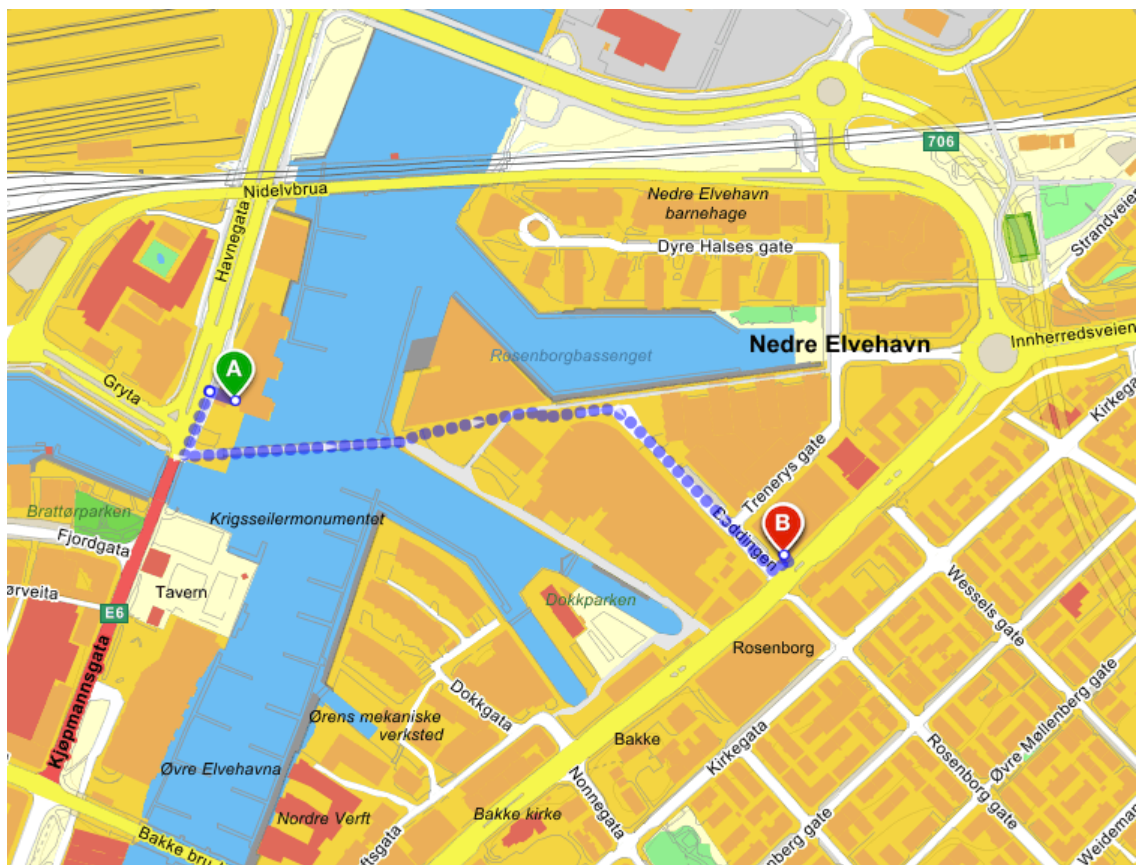 706
Nidelvbrua
Nedre Elvehavn
barnehage
Strandveien
Havnegata
Dyre Halses gate
Innherredsveien
Nedre Elvehavn
Rosenborgbassenget
A
Gryta
Kirkegata
Trenerys gate
Brattørparken
Krigsseilermonumentet
B
Beddingen
Fjordgata
Tavern
Dokkparken
Wessels gate
E6
Rosenborg
Kjøpmannsgata
Dokkgata
Øvre Møllenberg gate
Ørens mekaniske
verksted
Bakke
Kirkegata
Rosenborg gate
Øvre Elvehavna
Nonnegata
Nordre Verft
Bakke kirke
Bakke bru